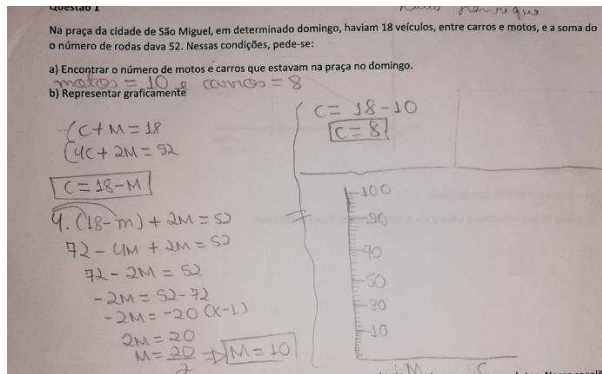 Questão 1
Na praça da cidade de São Miguel, em determinado domingo, haviam 18 veículos, entre carros e motos, e a soma do
o número de rodas dava 52. Nessas condições, pede-se:
a) Encontrar o número de motos e carros que estavam na praça no domingo.
motos = 10 e carros = 8
b) Representar graficamente
C + M = 18
4C + 2M = 52
C = 18 - M
4.(18-m) + 2M = 52
72 - 4M + 2M = 52
72 - 2M = 52
-2M = 52 - 72
-2M = -20 (x-1)
2M = 20
M = 20 => M = 10
2
C = 18 - 10
C = 8
100
90
90
50
30
10
M C